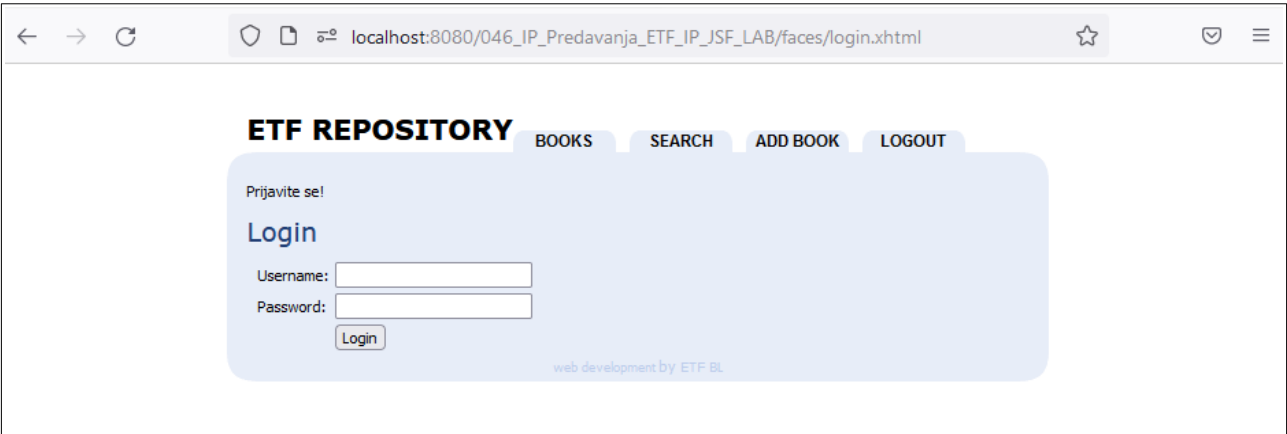 localhost:8080/046_IP_Predavanja_ETF_IP_JSF_LAB/faces/login.xhtml
ETF REPOSITORY BOOKS SEARCH ADD BOOK LOGOUT
Prijavite se!
Login
Username:
Password:
Login
web development by ETF BL